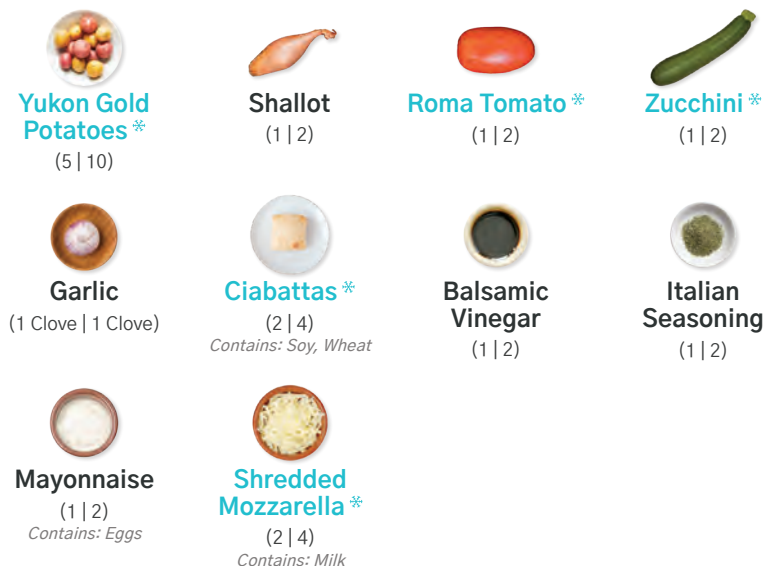 Yukon Gold
Potatoes *
(5 | 10)
Shallot
(1 | 2)
Roma Tomato *
(1 | 2)
Zucchini *
(1 | 2)
Garlic
(1 Clove | 1 Clove)
Ciabattas *
(2 | 4)
Contains: Soy, Wheat
Balsamic
Vinegar
(1 | 2)
Italian
Seasoning
(1 | 2)
Mayonnaise
(1 | 2)
Contains: Eggs
Shredded
Mozzarella *
(2 | 4)
Contains: Milk